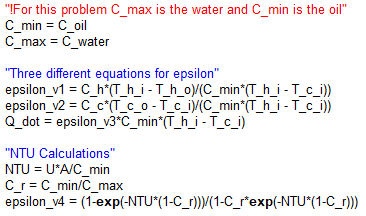 "!For this problem C_max is the water and C_min is the oil"
C_min = C_oil
C_max = C_water
"Three different equations for epsilon"
epsilon_v1 = C_h*(T_h_i - T_h_o)/(C_min*(T_h_i - T_c_i))
epsilon_v2 = C_c*(T_c_o - T_c_i)/(C_min*(T_h_i - T_c_i))
Q_dot = epsilon_v3*C_min*(T_h_i - T_c_i)
"NTU Calculations"
NTU = U*A/C_min
C_r = C_min/C_max
epsilon_v4 = (1-exp(-NTU*(1-C_r)))/(1-C_r*exp(-NTU*(1-C_r)))